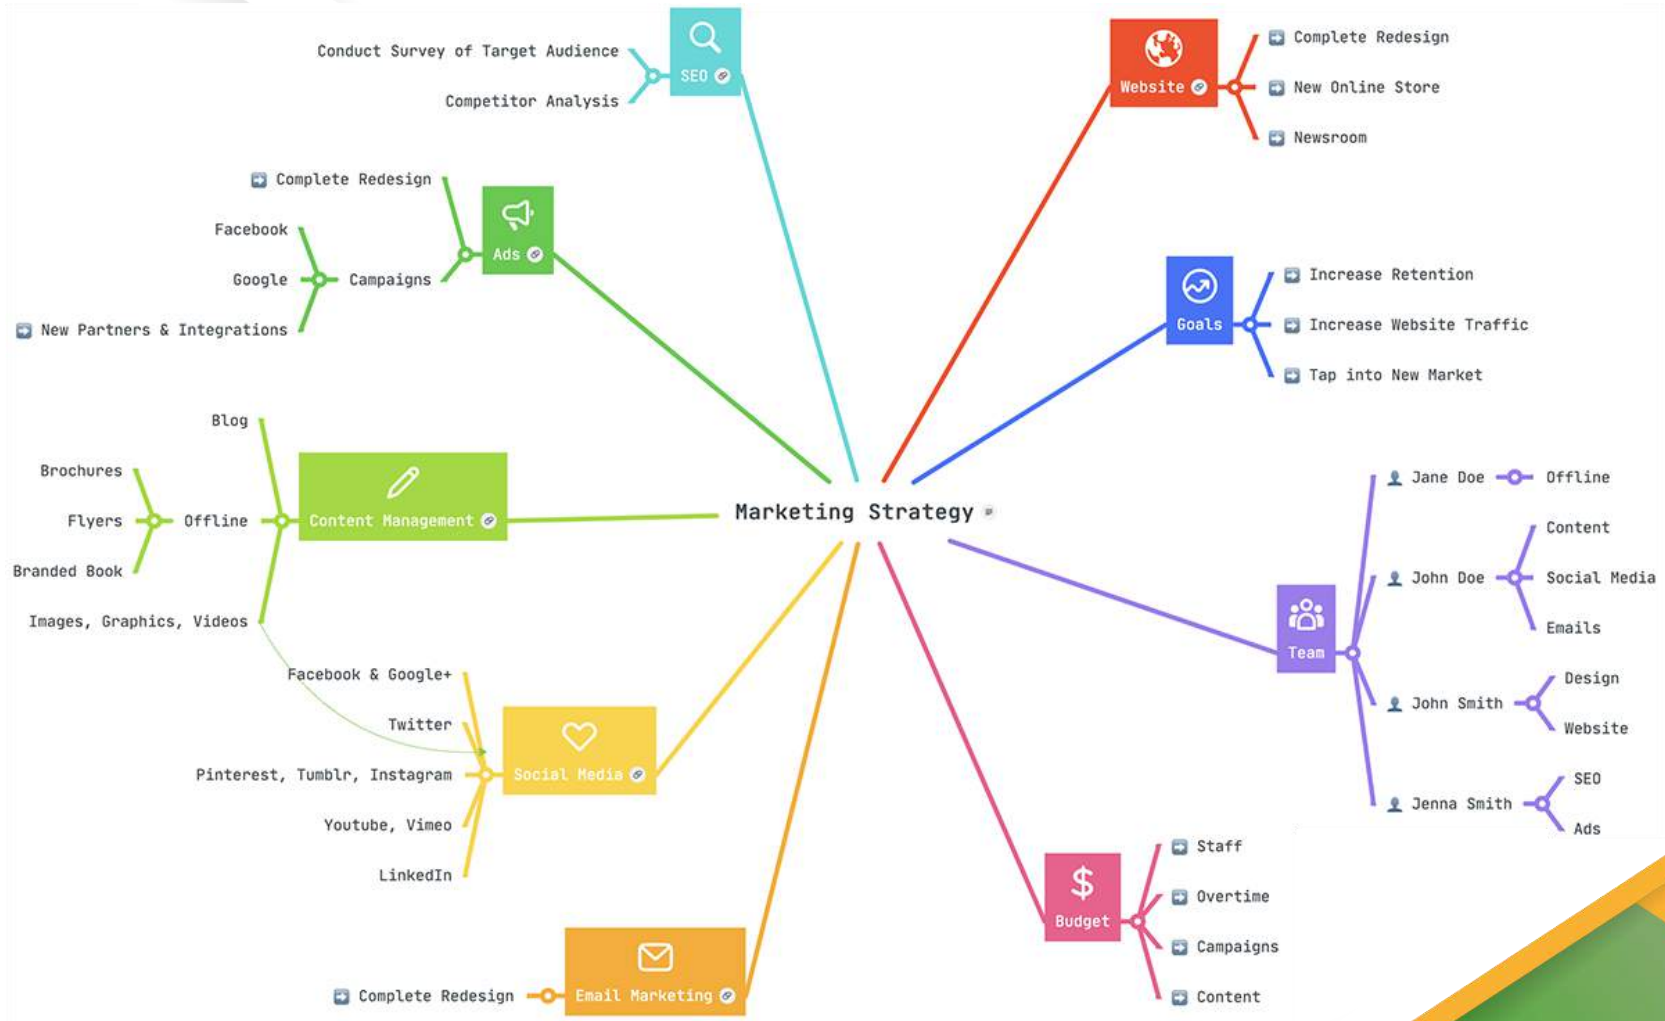 Marketing Strategy
SEO
Conduct Survey of Target Audience
Competitor Analysis
Ads
Complete Redesign
Campaigns
Facebook
Google
New Partners & Integrations
Content Management
Blog
Offline
Brochures
Flyers
Branded Book
Images, Graphics, Videos
Social Media
Facebook & Google+
Twitter
Pinterest, Tumblr, Instagram
Youtube, Vimeo
LinkedIn
Email Marketing
Complete Redesign
Website
Complete Redesign
New Online Store
Newsroom
Goals
Increase Retention
Increase Website Traffic
Tap into New Market
Team
Jane Doe
Offline
John Doe
Content
Social Media
Emails
John Smith
Design
Website
Jenna Smith
SEO
Ads
Budget
$
Staff
Overtime
Campaigns
Content